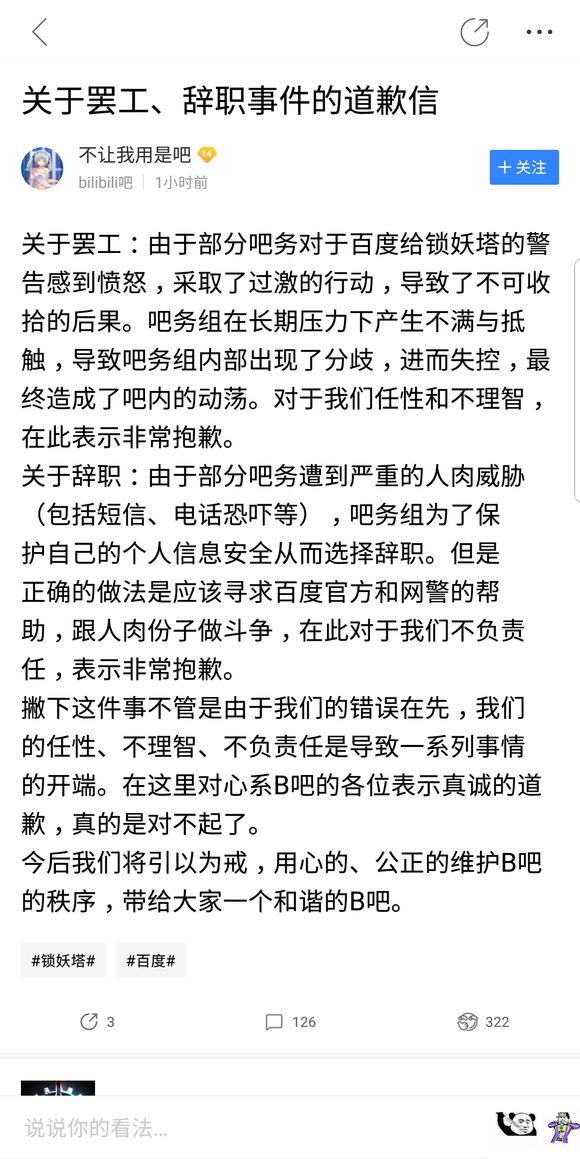 关于罢工、辞职事件的道歉信
不让我用是吧 14
bilibili吧 1小时前
+ 关注
关于罢工：由于部分吧务对于百度给锁妖塔的警
告感到愤怒，采取了过激的行动，导致了不可收
拾的后果。吧务组在长期压力下产生不满与抵
触，导致吧务组内部出现了分歧，进而失控，最
终造成了吧内的动荡。对于我们任性和不理智，
在此表示非常抱歉。
关于辞职：由于部分吧务遭到严重的人肉威胁
（包括短信、电话恐吓等），吧务组为了保
护自己的个人信息安全从而选择辞职。但是
正确的做法是应该寻求百度官方和网警的帮
助，跟人肉份子做斗争，在此对于我们不负责
任，表示非常抱歉。
撇下这件事不管是由于我们的错误在先，我们
的任性、不理智、不负责任是导致一系列事情
的开端。在这里对心系B吧的各位表示真诚的道
歉，真的是对不起了。
今后我们将引以为戒，用心的、公正的维护B吧
的秩序，带给大家一个和谐的B吧。
#锁妖塔# #百度#
3 126 322
说说你的看法...